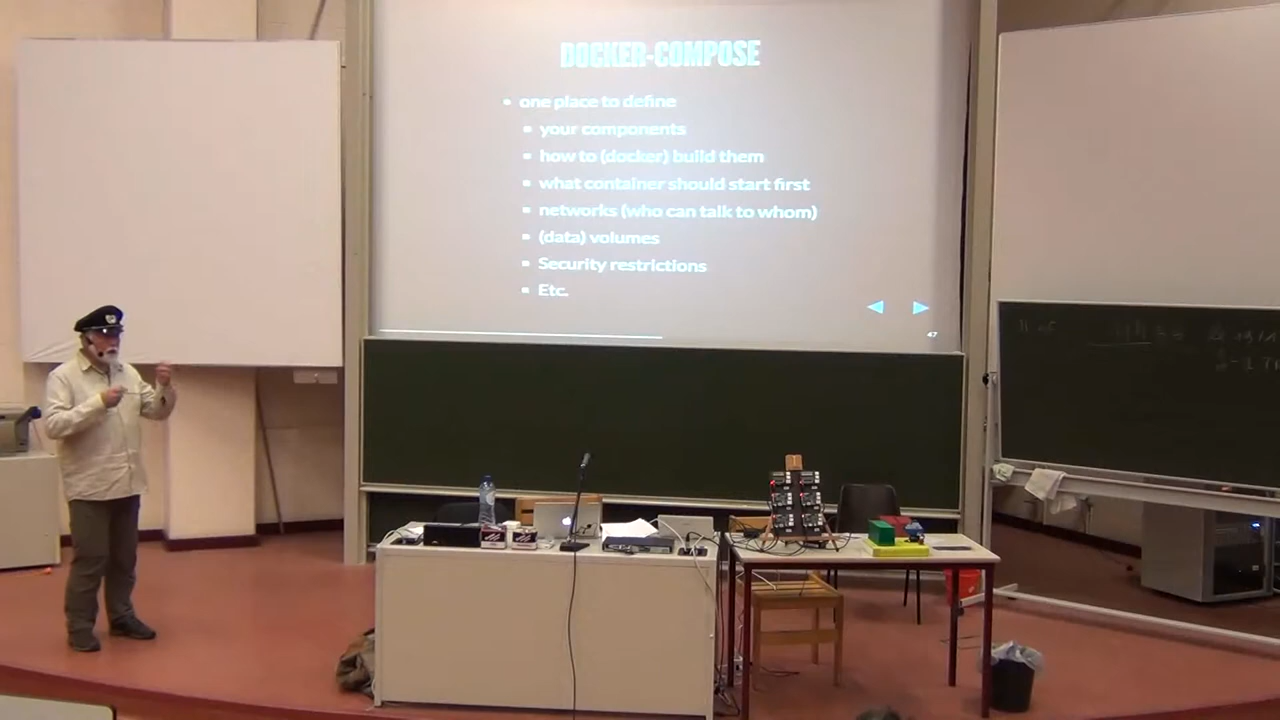 DOCKER-COMPOSE
one place to define
your components
how to (docker) build them
what container should start first
networks (who can talk to whom)
(data) volumes
Security restrictions
Etc.
47